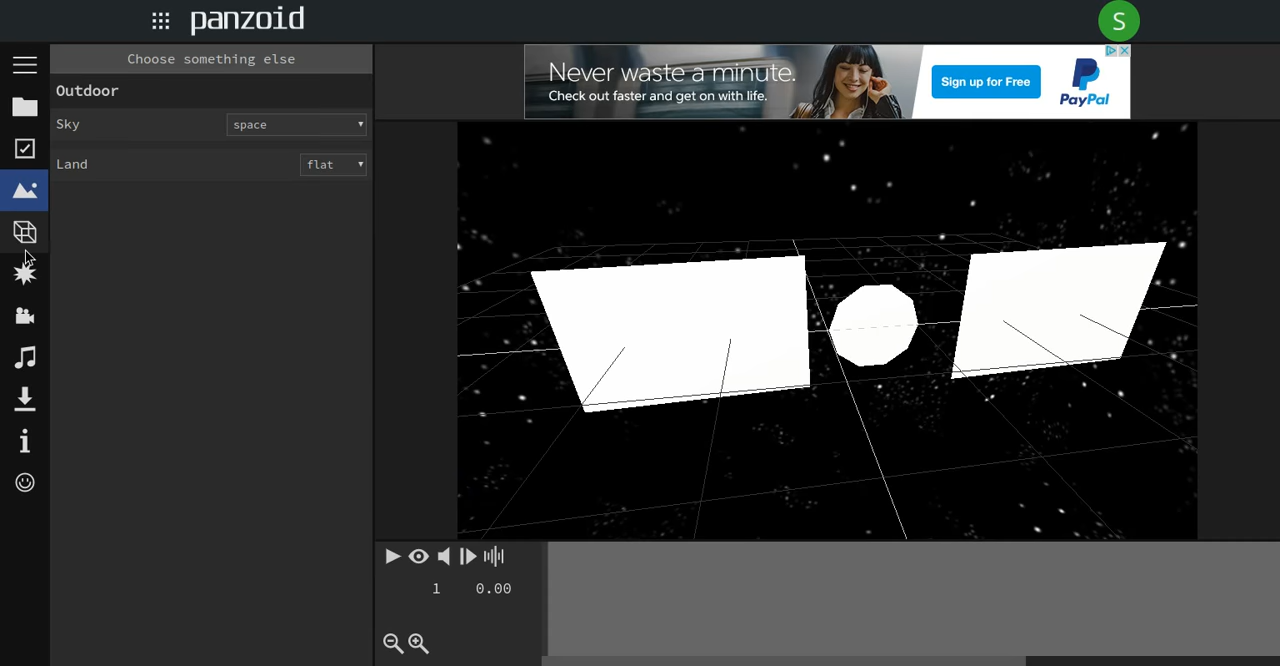 panzoid
S
Choose something else
Never waste a minute.
Check out faster and get on with life.
Sign up for Free
PayPal
Outdoor
Sky
space
Land
flat
1
0.00